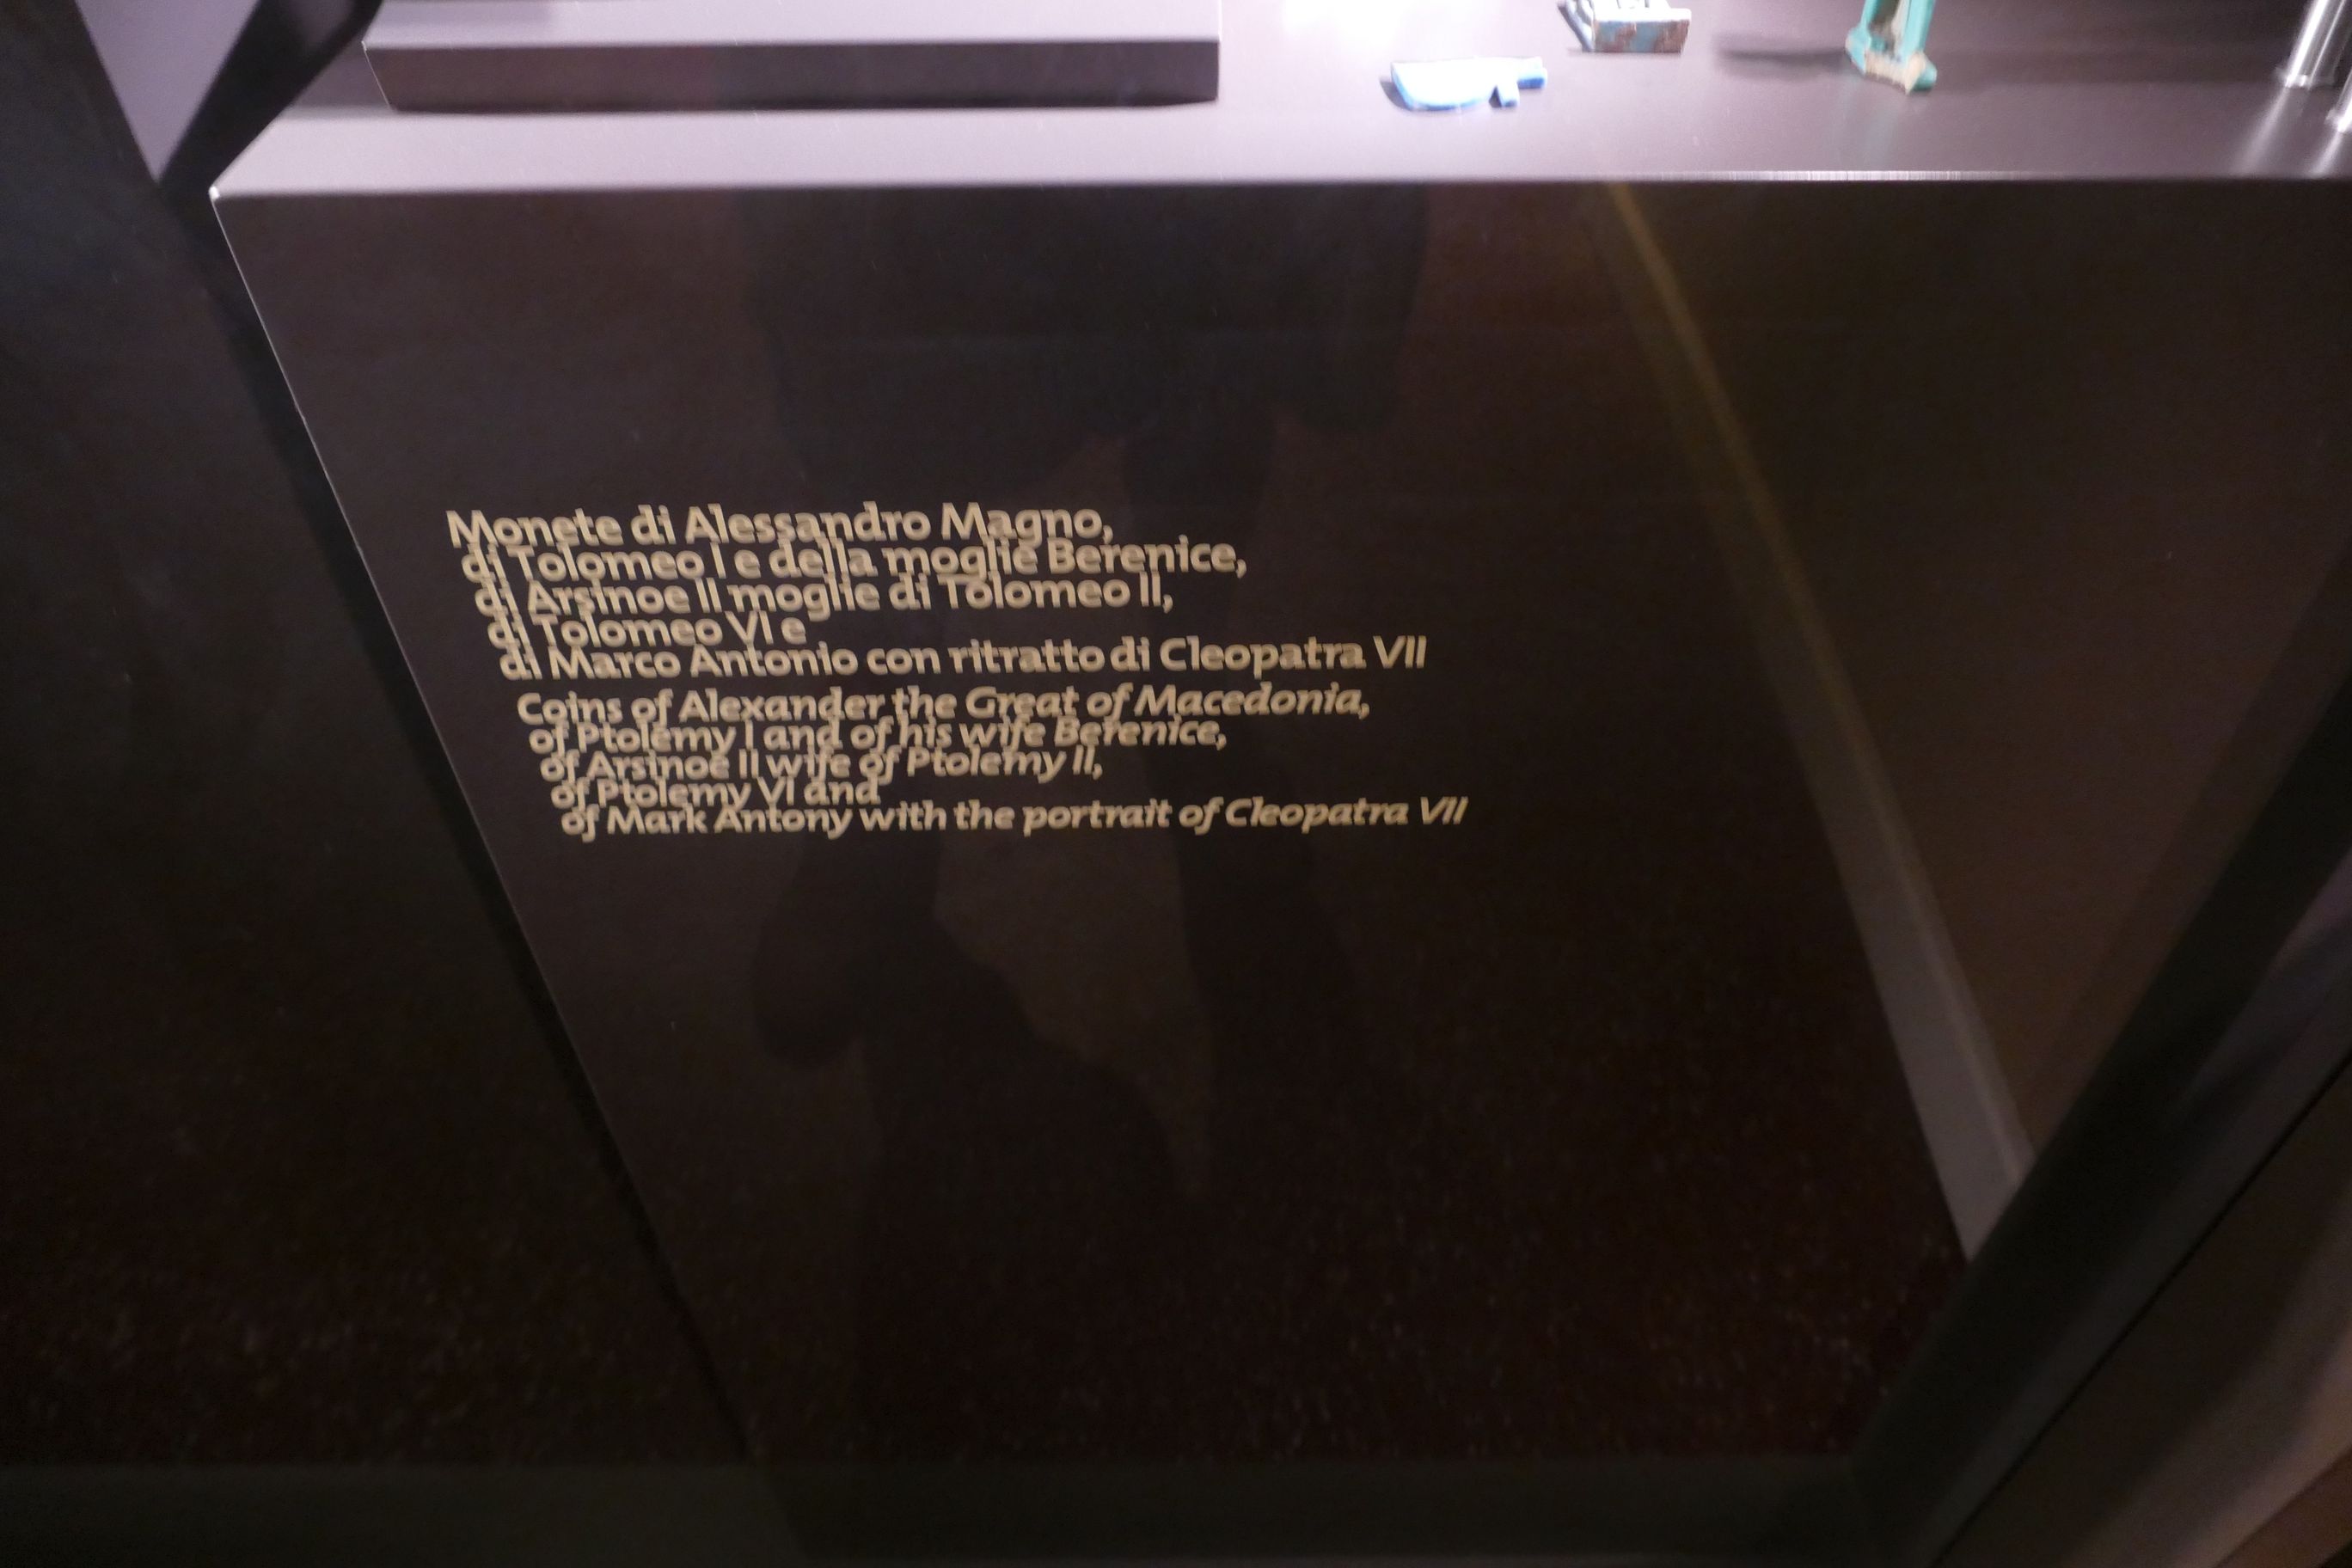 Monete di Alessandro Magno,
di Tolomeo I e della moglie Berenice,
di Arsinoe II moglie di Tolomeo II,
di Tolomeo VI e
di Marco Antonio con ritratto di Cleopatra VII
Coins of Alexander the Great of Macedonia,
of Ptolemy I and of his wife Berenice,
of Arsinoe II wife of Ptolemy II,
of Ptolemy VI and
of Mark Antony with the portrait of Cleopatra VII